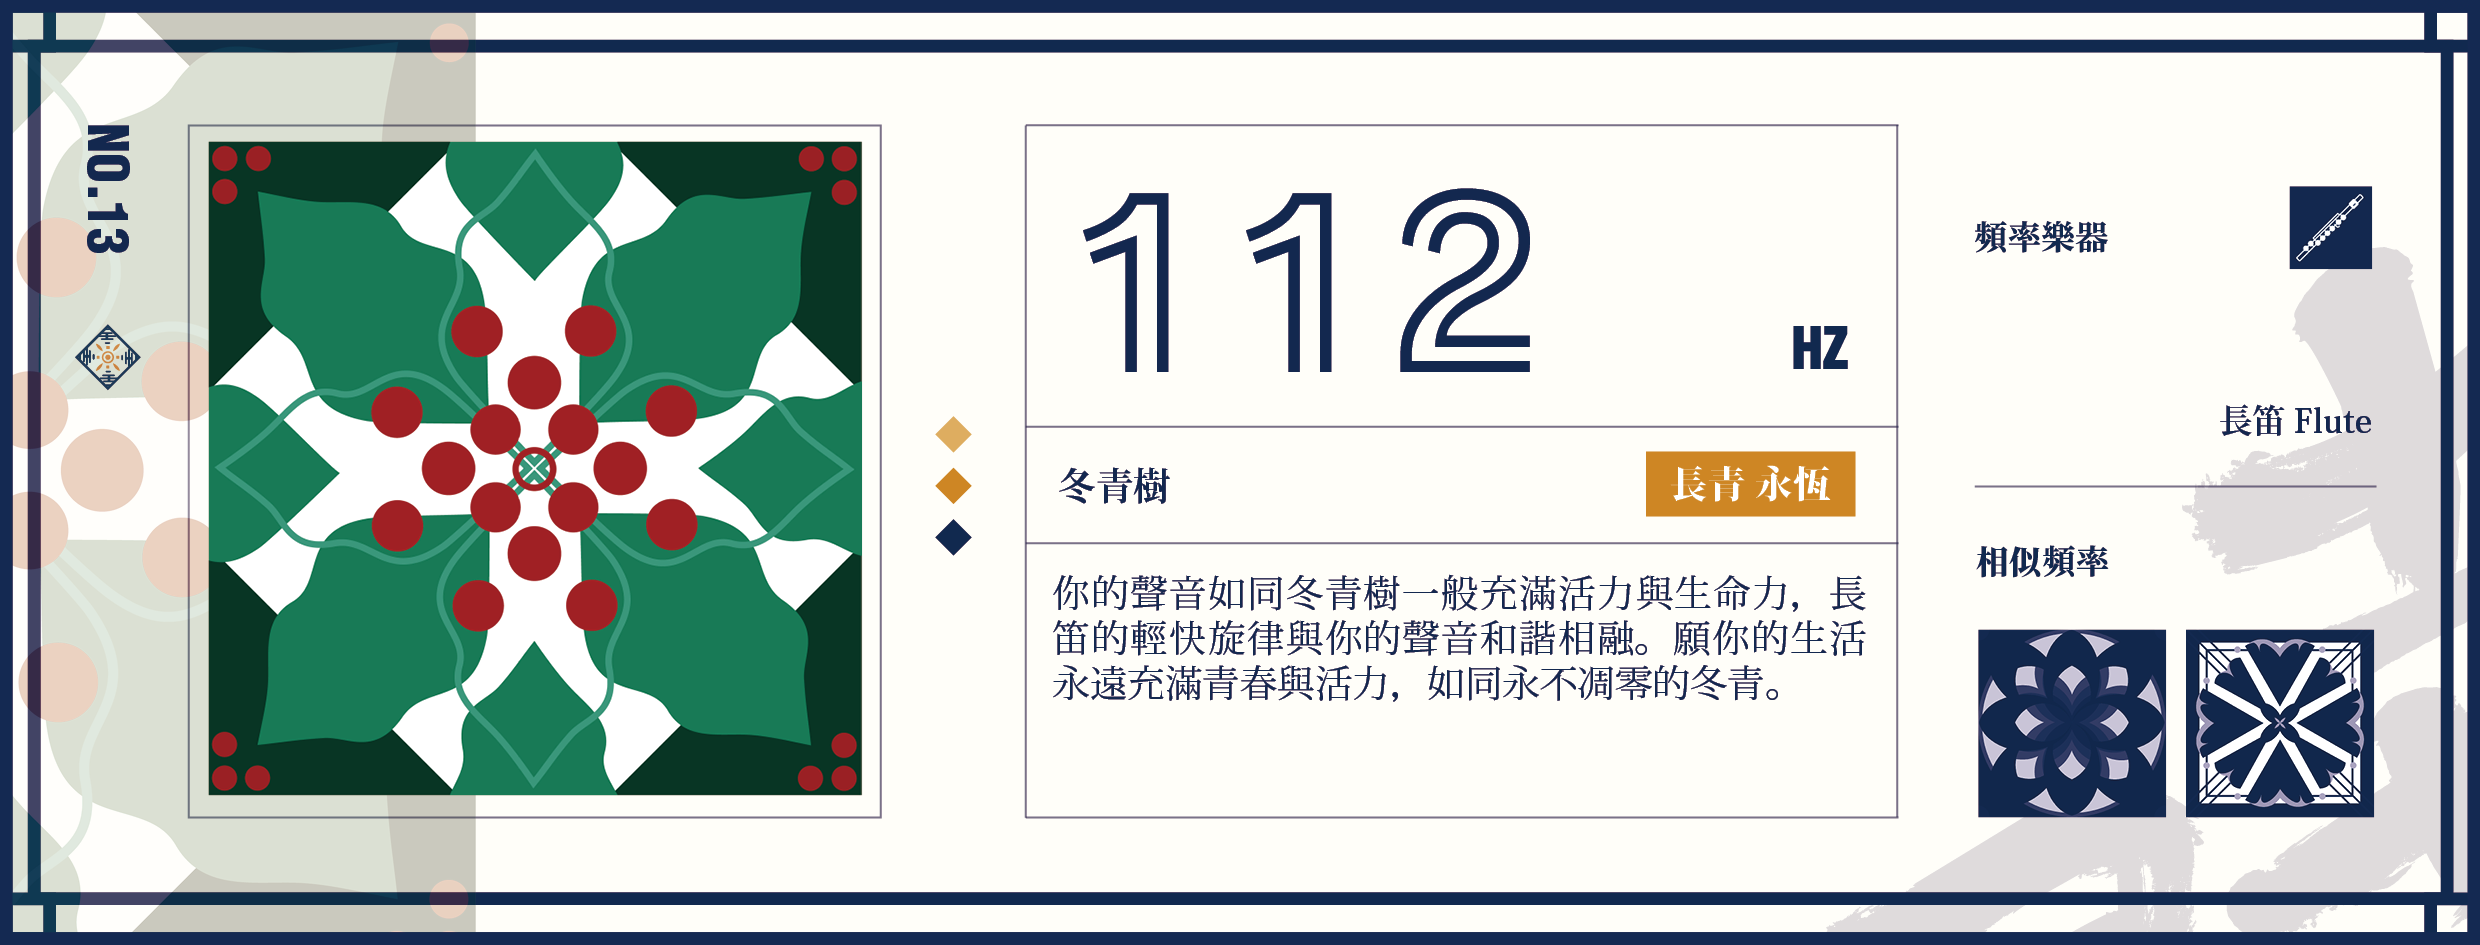 NO.13
112
HZ
冬青樹
長青 永恆
你的聲音如同冬青樹一般充滿活力與生命力，長
笛的輕快旋律與你的聲音和諧相融。願你的生活
永遠充滿青春與活力，如同永不凋零的冬青。
頻率樂器
長笛 Flute
相似頻率